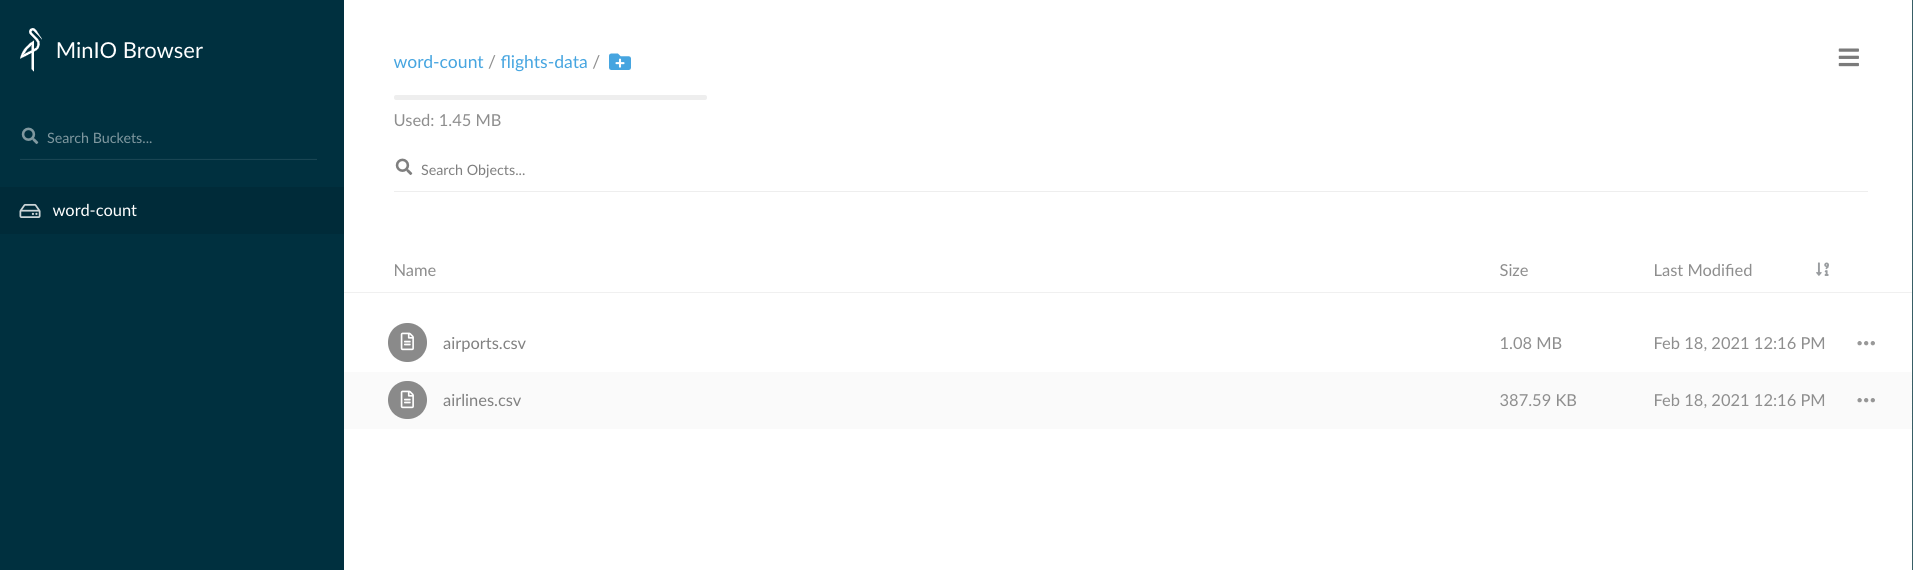 MinIO Browser
Search Buckets...
word-count
word-count / flights-data /
Used: 1.45 MB
Search Objects...
Name Size Last Modified
airports.csv 1.08 MB Feb 18, 2021 12:16 PM
airlines.csv 387.59 KB Feb 18, 2021 12:16 PM